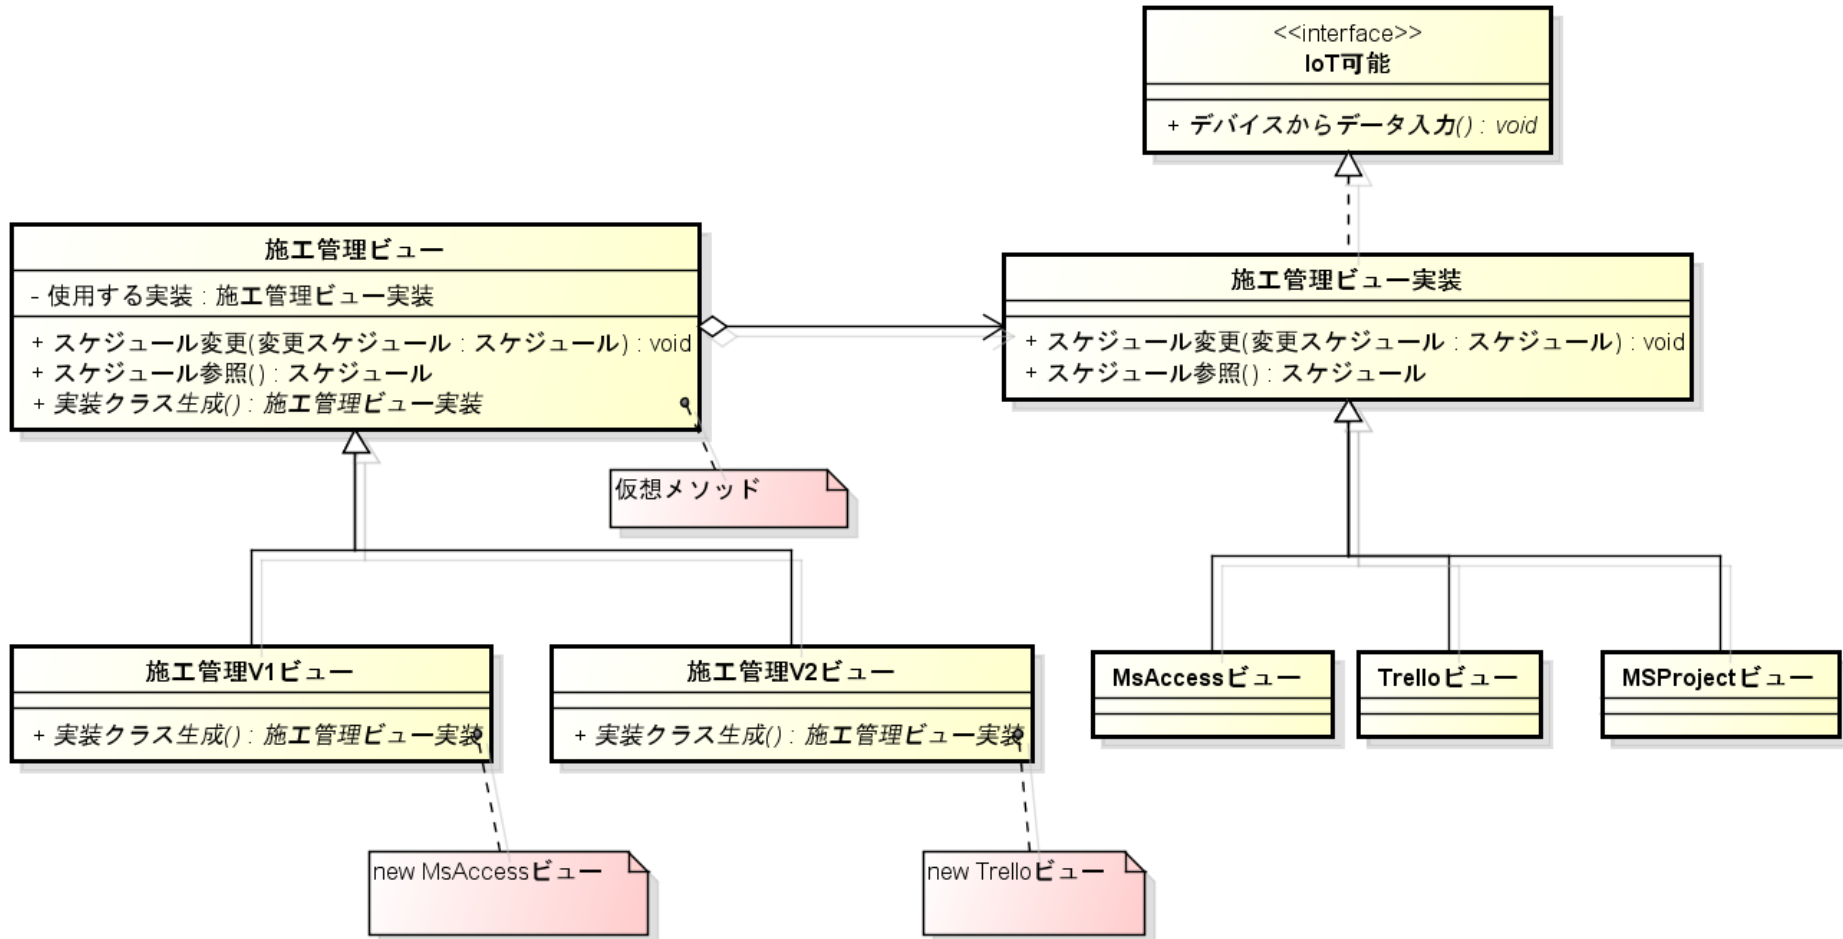 <<interface>>
IoT可能
+ デバイスからデータ入力() : void
施工管理ビュー
- 使用する実装 : 施工管理ビュー実装
+ スケジュール変更(変更スケジュール : スケジュール) : void
+ スケジュール参照() : スケジュール
+ 実装クラス生成() : 施工管理ビュー実装
施工管理ビュー実装
+ スケジュール変更(変更スケジュール : スケジュール) : void
+ スケジュール参照() : スケジュール
仮想メソッド
施工管理V1ビュー
+ 実装クラス生成() : 施工管理ビュー実装
施工管理V2ビュー
+ 実装クラス生成() : 施工管理ビュー実装
MsAccessビュー
Trelloビュー
MSProjectビュー
new MsAccessビュー
new Trelloビュー